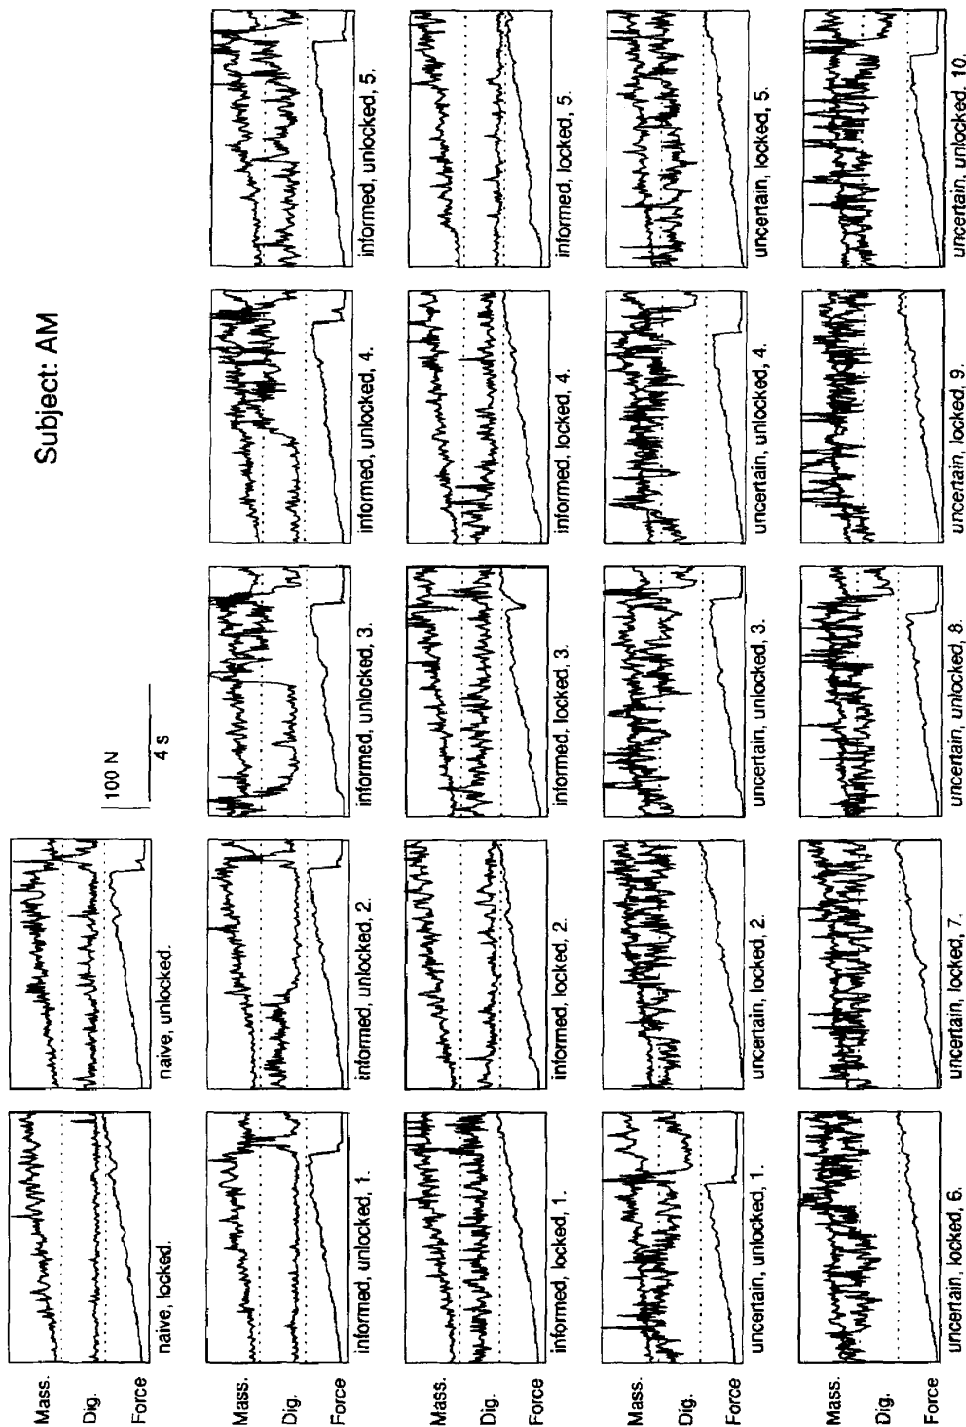 Subject: AM
Mass.
Dig.
Force
naive, locked.
naive, unlocked.
100 N
4 s
Mass.
Dig.
Force
informed, unlocked, 1.
informed, unlocked, 2.
informed, unlocked, 3.
informed, unlocked, 4.
informed, unlocked, 5.
Mass.
Dig.
Force
informed, locked, 1.
informed, locked, 2.
informed, locked, 3.
informed, locked, 4.
informed, locked, 5.
Mass.
Dig.
Force
uncertain, unlocked, 1.
uncertain, locked, 2.
uncertain, unlocked, 3.
uncertain, unlocked, 4.
uncertain, locked, 5.
Mass.
Dig.
Force
uncertain, locked, 6.
uncertain, locked, 7.
uncertain, unlocked, 8.
uncertain, locked, 9.
uncertain, unlocked, 10.